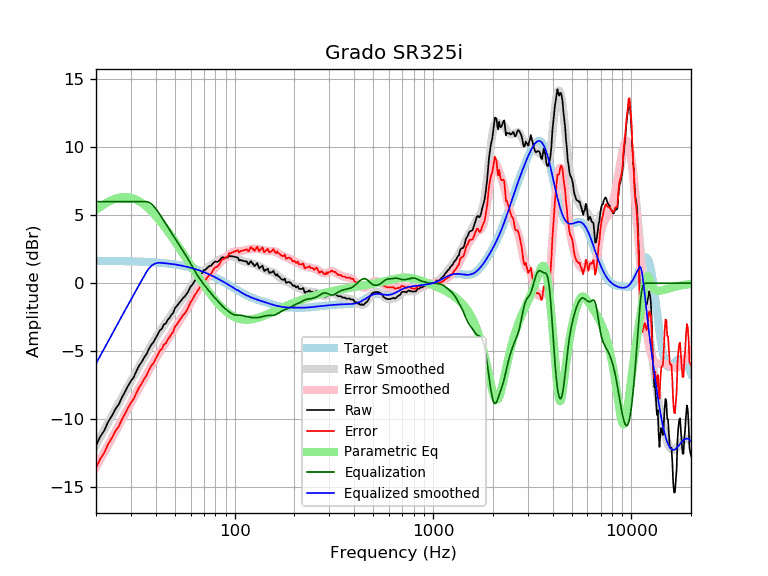 Grado SR325i
Amplitude (dBr)
15
10
5
0
−5
−10
−15
Target
Raw Smoothed
Error Smoothed
Raw
Error
Parametric Eq
Equalization
Equalized smoothed
100
1000
10000
Frequency (Hz)